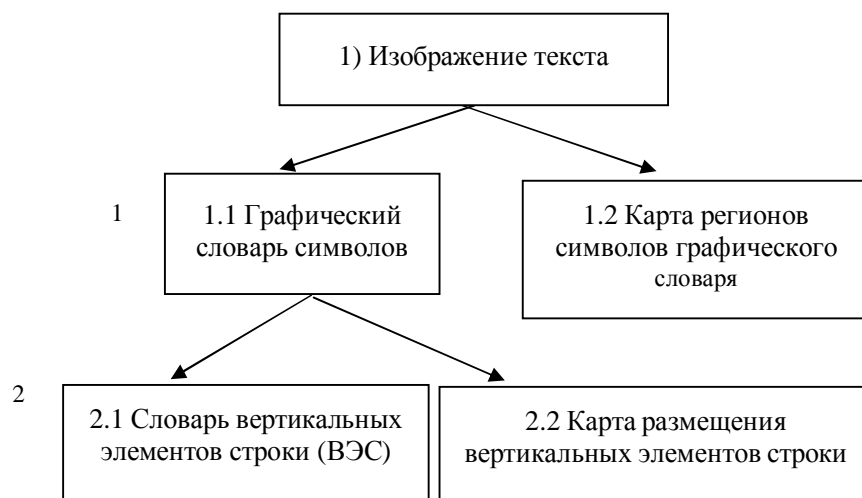 1) Изображение текста
1
1.1 Графический
словарь символов
1.2 Карта регионов
символов графического
словаря
2
2.1 Словарь вертикальных
элементов строки (ВЭС)
2.2 Карта размещения
вертикальных элементов строки